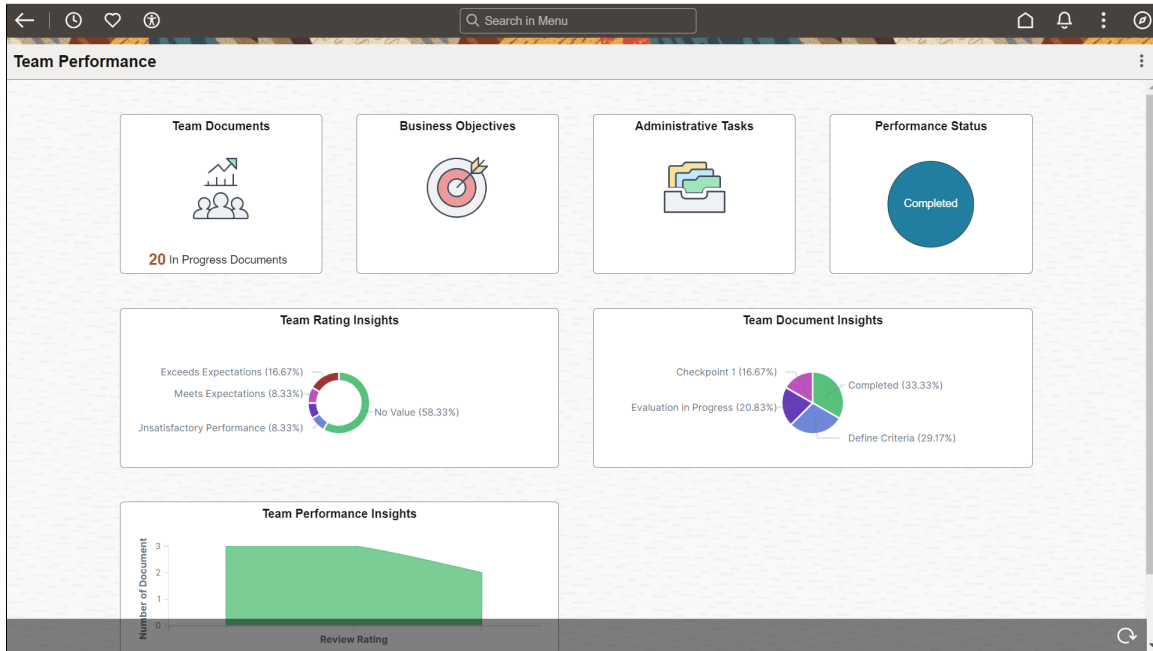 Search in Menu
Team Performance
Team Documents
20 In Progress Documents
Business Objectives
Administrative Tasks
Performance Status
Completed
Team Rating Insights
Exceeds Expectations (16.67%)
Meets Expectations (8.33%)
Jnsatisfactory Performance (8.33%)
No Value (58.33%)
Team Document Insights
Checkpoint 1 (16.67%)
Evaluation in Progress (20.83%)
Completed (33.33%)
Define Criteria (29.17%)
Team Performance Insights
Number of Document
3
2
1
0
Review Rating